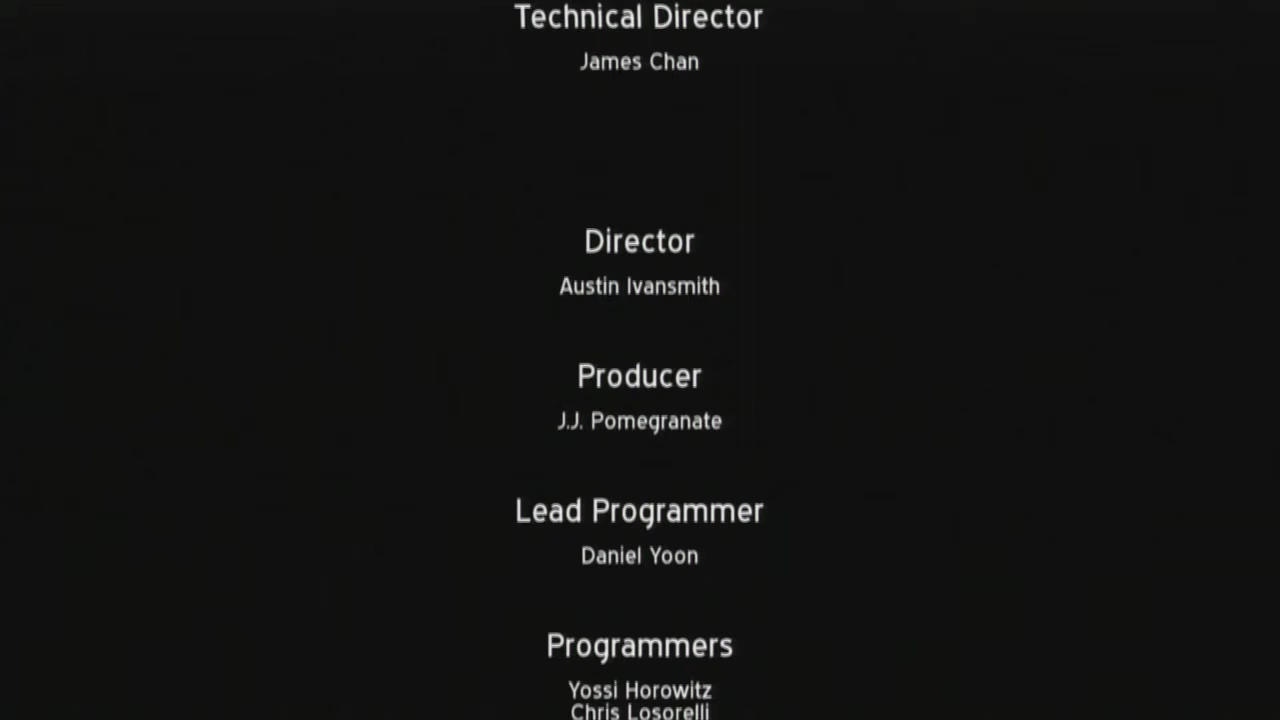 Technical Director
James Chan
Director
Austin Ivansmith
Producer
J.J. Pomegranate
Lead Programmer
Daniel Yoon
Programmers
Yossi Horowitz
Chris Losorelli